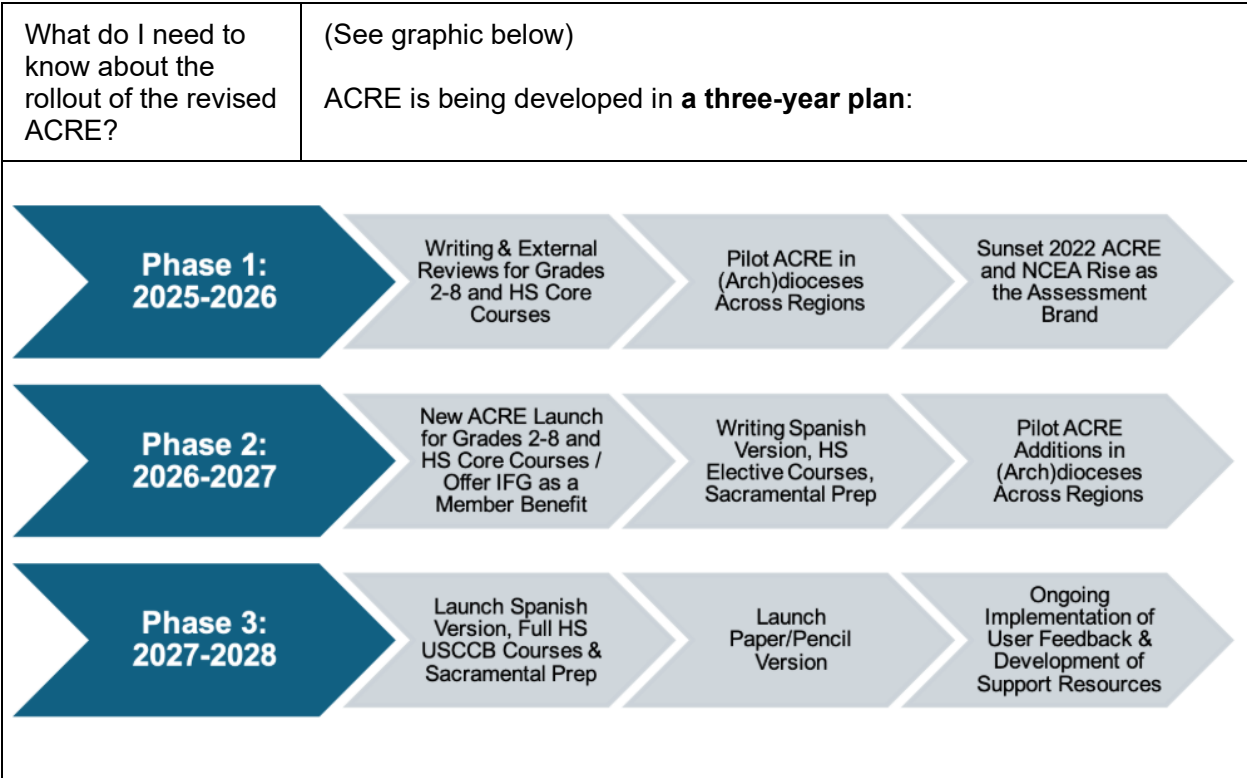 What do I need to
know about the
rollout of the revised
ACRE?
(See graphic below)
ACRE is being developed in a three-year plan:
Phase 1:
2025-2026
Writing & External
Reviews for Grades
2-8 and HS Core
Courses
Pilot ACRE in
(Arch)dioceses
Across Regions
Sunset 2022 ACRE
and NCEA Rise as
the Assessment
Brand
Phase 2:
2026-2027
New ACRE Launch
for Grades 2-8 and
HS Core Courses /
Offer IFG as a
Member Benefit
Writing Spanish
Version, HS
Elective Courses,
Sacramental Prep
Pilot ACRE
Additions in
(Arch)dioceses
Across Regions
Phase 3:
2027-2028
Launch Spanish
Version, Full HS
USCCB Courses &
Sacramental Prep
Launch
Paper/Pencil
Version
Ongoing
Implementation of
User Feedback &
Development of
Support Resources